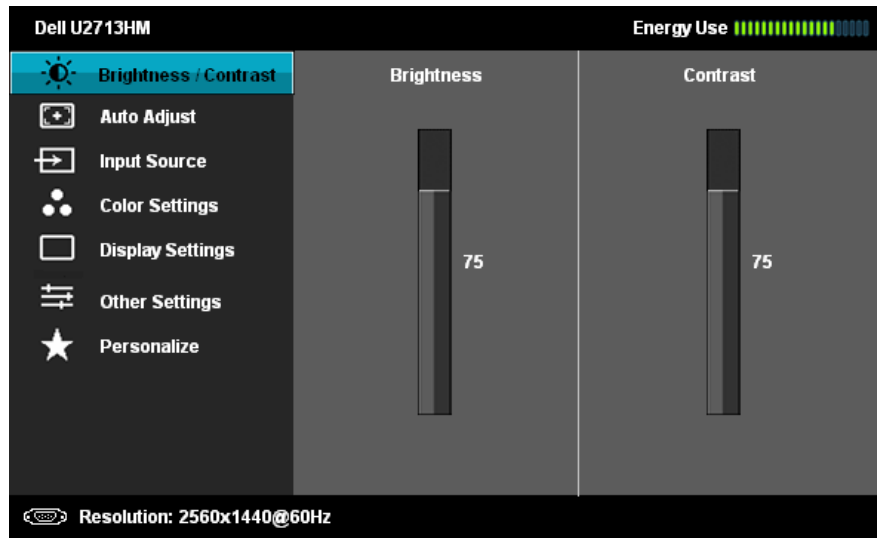 Dell U2713HM
Energy Use
Brightness / Contrast
Auto Adjust
Input Source
Color Settings
Display Settings
Other Settings
Personalize
Brightness
75
Contrast
75
Resolution: 2560x1440@60Hz